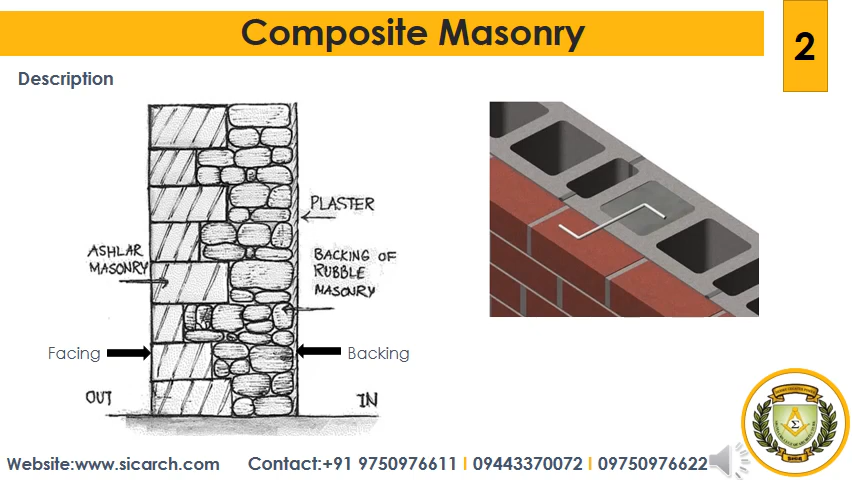 Composite Masonry
2
Description
PLASTER
ASHLAR
MASONRY
BACKING OF
RUBBLE
MASONRY
Facing
Backing
OUT
IN
Website:www.sicarch.com
Contact:+91 9750976611 I 09443370072 I 09750976622